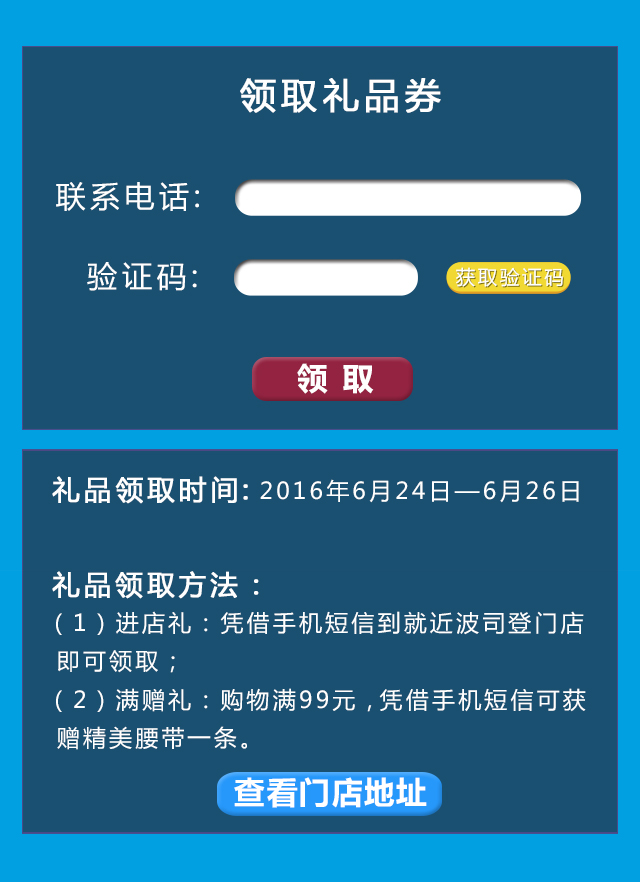 领取礼品券
联系电话:
验证码: 获取验证码
领 取
礼品领取时间: 2016年6月24日—6月26日
礼品领取方法：
（1）进店礼：凭借手机短信到就近波司登门店
即可领取；
（2）满赠礼：购物满99元，凭借手机短信可获
赠精美腰带一条。
查看门店地址